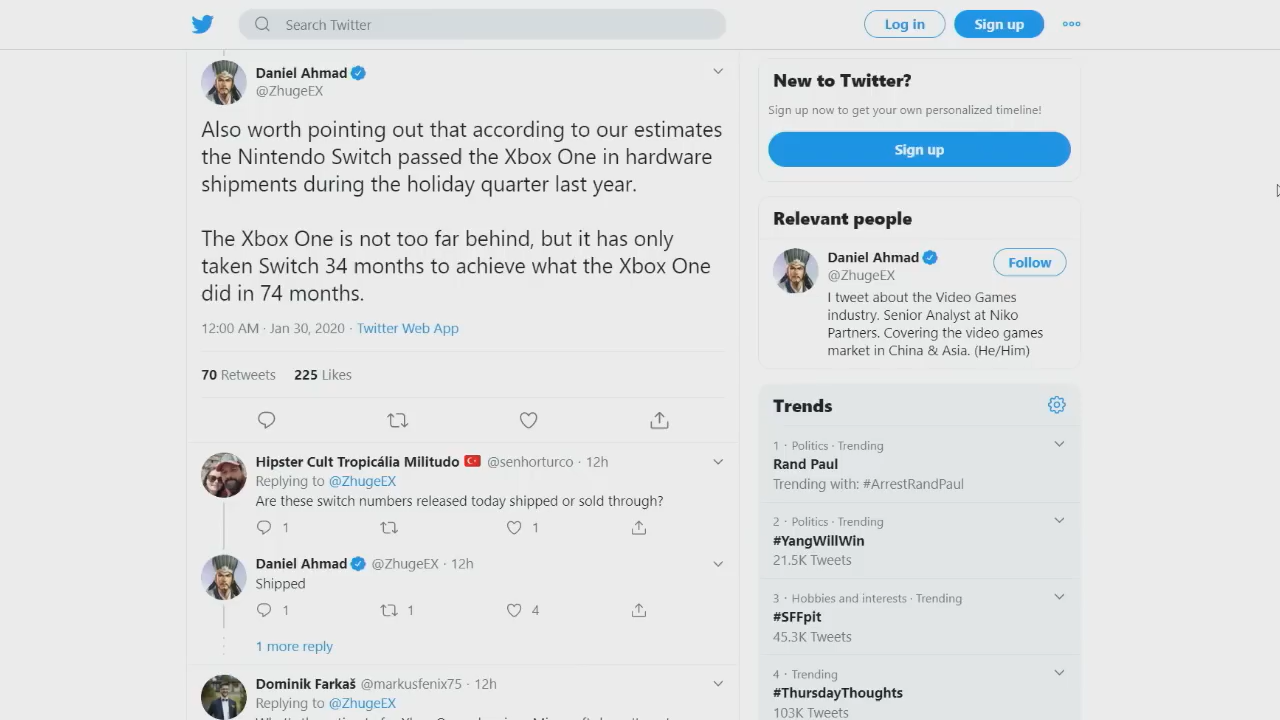 Search Twitter
Log in
Sign up
Daniel Ahmad
@ZhugeEX
Also worth pointing out that according to our estimates
the Nintendo Switch passed the Xbox One in hardware
shipments during the holiday quarter last year.
The Xbox One is not too far behind, but it has only
taken Switch 34 months to achieve what the Xbox One
did in 74 months.
12:00 AM · Jan 30, 2020 · Twitter Web App
70 Retweets 225 Likes
Hipster Cult Tropicália Militudo @senhorturco · 12h
Replying to @ZhugeEX
Are these switch numbers released today shipped or sold through?
1 1
Daniel Ahmad @ZhugeEX · 12h
Shipped
1 1 4
1 more reply
Dominik Farkaš @markusfenix75 · 12h
Replying to @ZhugeEX
New to Twitter?
Sign up now to get your own personalized timeline!
Sign up
Relevant people
Daniel Ahmad
@ZhugeEX
Follow
I tweet about the Video Games
industry. Senior Analyst at Niko
Partners. Covering the video games
market in China & Asia. (He/Him)
Trends
1 · Politics · Trending
Rand Paul
Trending with: #ArrestRandPaul
2 · Politics · Trending
#YangWillWin
21.5K Tweets
3 · Hobbies and interests · Trending
#SFFpit
45.3K Tweets
4 · Trending
#ThursdayThoughts
103K Tweets